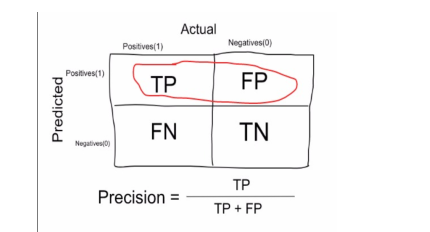 Actual
Positives(1) Negatives(0)
Predicted
Positives(1) TP FP
Negatives(0) FN TN
Precision = TP
TP + FP